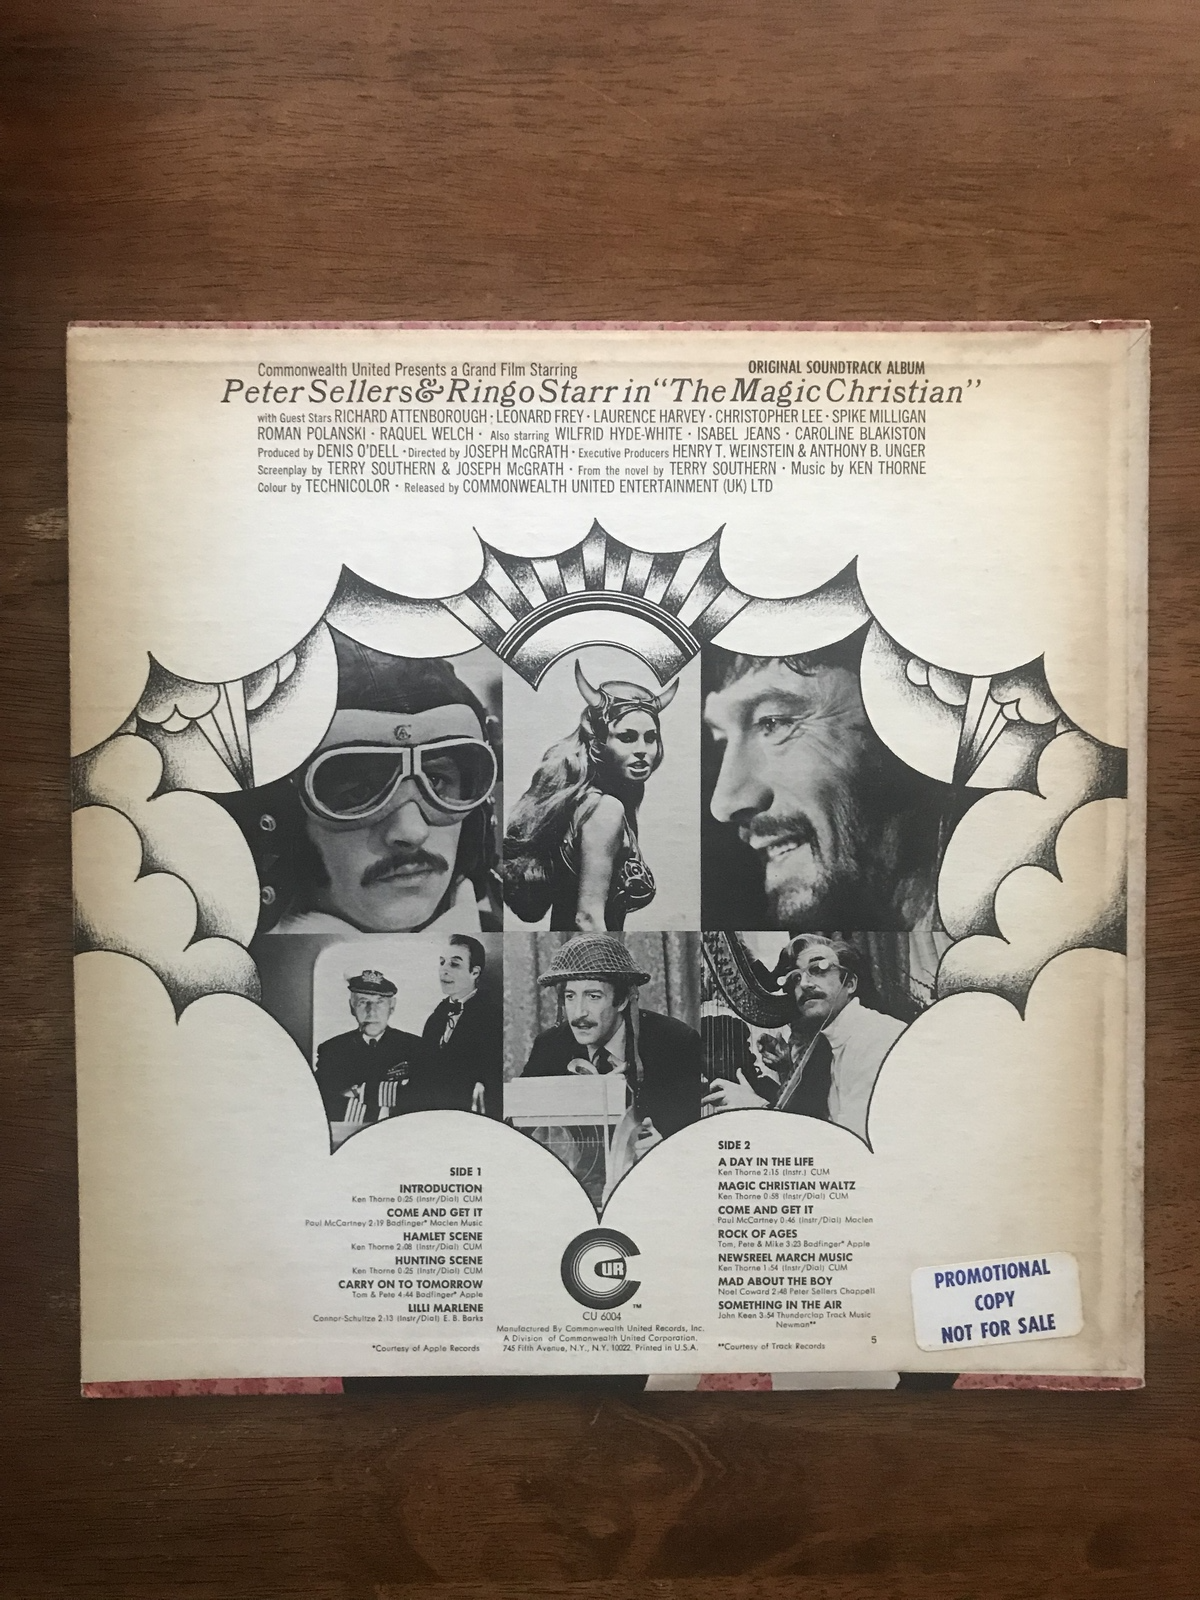 Commonwealth United Presents a Grand Film Starring
ORIGINAL SOUNDTRACK ALBUM
Peter Sellers & Ringo Starr in "The Magic Christian"
with Guest Stars RICHARD ATTENBOROUGH · LEONARD FREY · LAURENCE HARVEY · CHRISTOPHER LEE · SPIKE MILLIGAN
ROMAN POLANSKI · RAQUEL WELCH · Also starring WILFRID HYDE-WHITE · ISABEL JEANS · CAROLINE BLAKISTON
Produced by DENIS O'DELL · Directed by JOSEPH McGRATH · Executive Producers HENRY T. WEINSTEIN & ANTHONY B. UNGER
Screenplay by TERRY SOUTHERN & JOSEPH McGRATH · From the novel by TERRY SOUTHERN · Music by KEN THORNE
Colour by TECHNICOLOR · Released by COMMONWEALTH UNITED ENTERTAINMENT (UK) LTD
SIDE 1
INTRODUCTION
Ken Thorne 0:25 (Instr/Dial) CUM
COME AND GET IT
Paul McCartney 2:19 Badfinger* Maclen Music
HAMLET SCENE
Ken Thorne 2:08 (Instr/Dial) CUM
HUNTING SCENE
Ken Thorne 0:25 (Instr/Dial) CUM
CARRY ON TO TOMORROW
Tom & Pete 4:44 Badfinger* Apple
LILLI MARLENE
Connor-Schultze 2:13 (Instr/Dial) E. B. Marks
*Courtesy of Apple Records
CUR
TM
CU 6004
Manufactured By Commonwealth United Records, Inc.
A Division of Commonwealth United Corporation,
745 Fifth Avenue, N.Y., N.Y. 10022. Printed in U.S.A.
SIDE 2
A DAY IN THE LIFE
Ken Thorne 2:15 (Instr.) CUM
MAGIC CHRISTIAN WALTZ
Ken Thorne 0:58 (Instr/Dial) CUM
COME AND GET IT
Paul McCartney 0:46 (Instr/Dial) Maclen
ROCK OF AGES
Tom, Pete & Mike 3:23 Badfinger* Apple
NEWSREEL MARCH MUSIC
Ken Thorne 1:54 (Instr/Dial) CUM
MAD ABOUT THE BOY
Noel Coward 2:48 Peter Sellers Chappell
SOMETHING IN THE AIR
John Keen 3:54 Thunderclap Track Music
Newman**
**Courtesy of Track Records
5
PROMOTIONAL
COPY
NOT FOR SALE